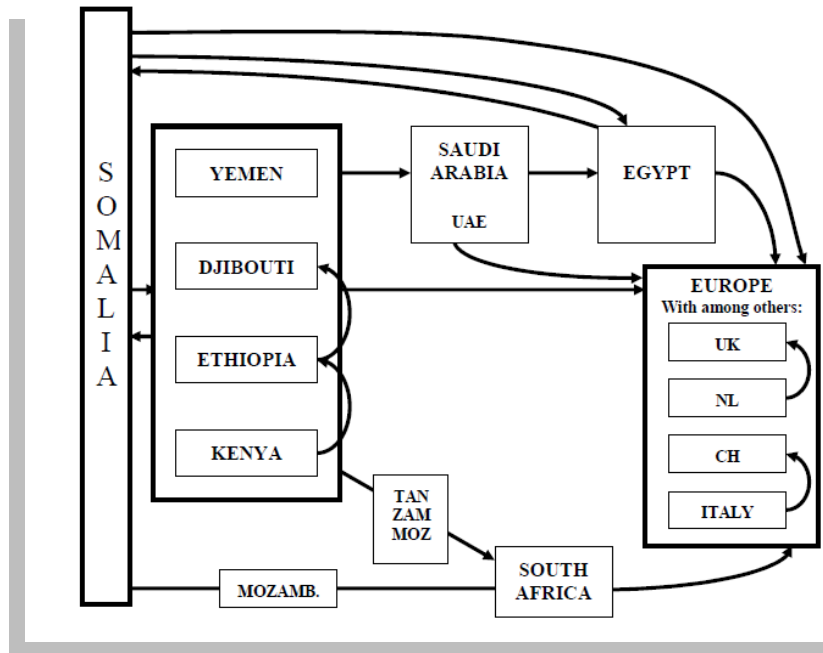 SOMALIA
YEMEN
DJIBOUTI
ETHIOPIA
KENYA
SAUDI
ARABIA
UAE
EGYPT
EUROPE
With among others:
UK
NL
CH
ITALY
TAN
ZAM
MOZ
MOZAMB.
SOUTH
AFRICA